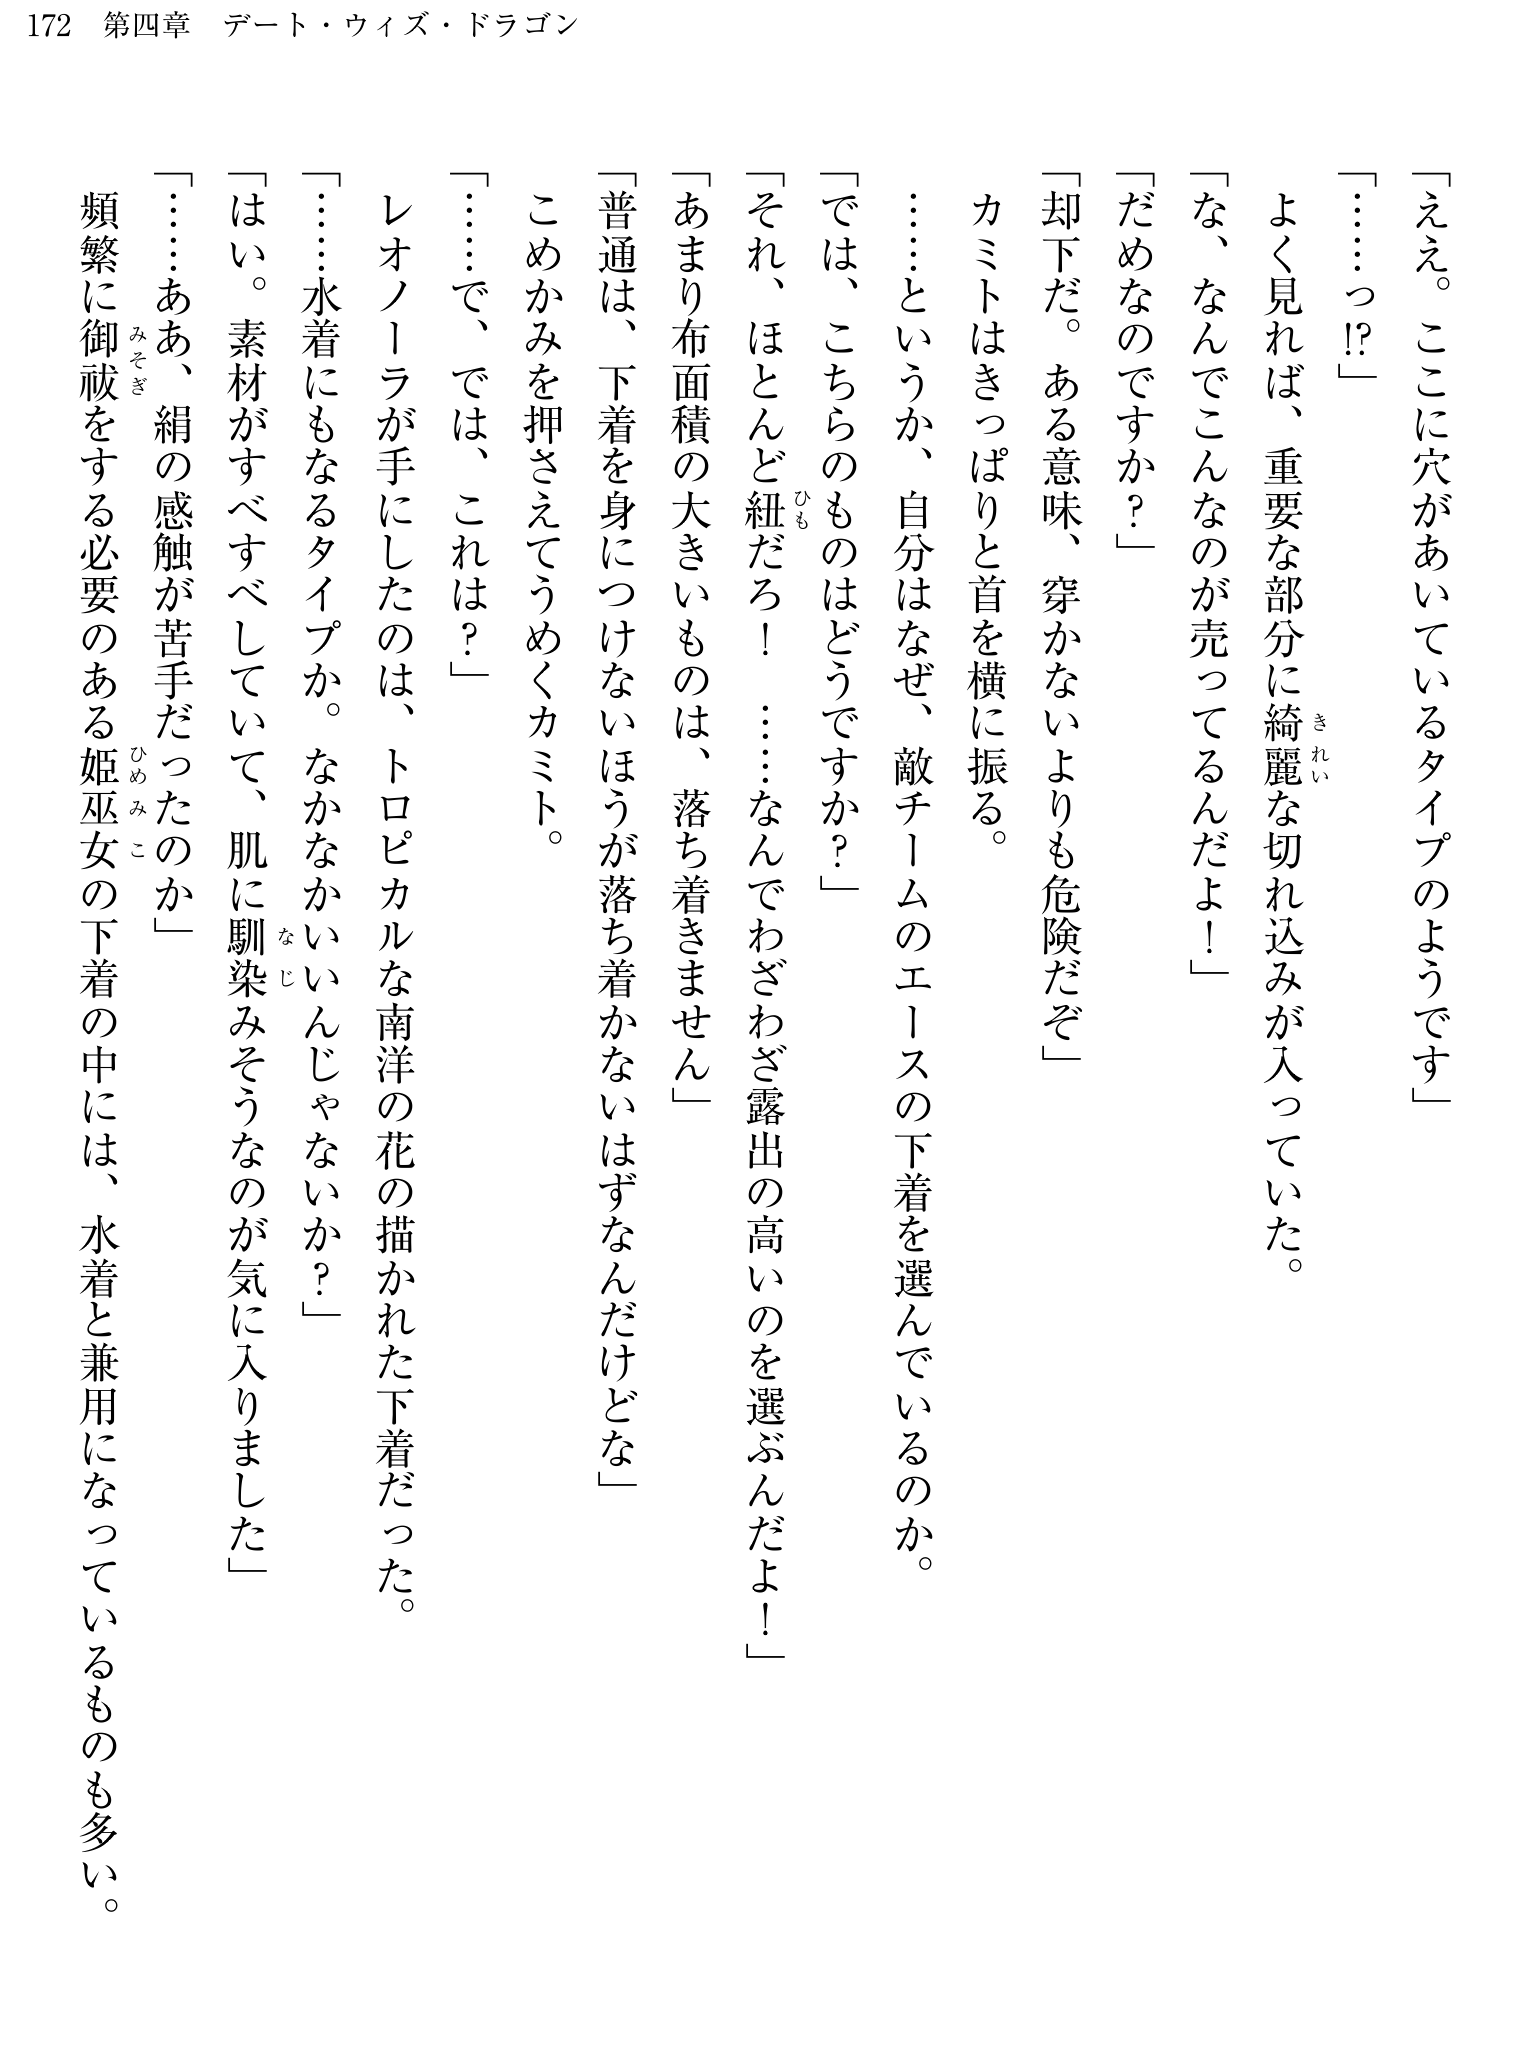 172　第四章　デート・ウィズ・ドラゴン
「ええ。ここに穴があいているタイプのようです」
「……っ!?」
　よく見れば、重要な部分に綺麗な切れ込みが入っていた。
「な、なんでこんなのが売ってるんだよ！」
「だめなのですか？」
「却下だ。ある意味、穿かないよりも危険だぞ」
　カミトはきっぱりと首を横に振る。
　……というか、自分はなぜ、敵チームのエースの下着を選んでいるのか。
「では、こちらのものはどうですか？」
「それ、ほとんど紐だろ！　……なんでわざわざ露出の高いのを選ぶんだよ！」
「あまり布面積の大きいものは、落ち着きません」
「普通は、下着を身につけないほうが落ち着かないはずなんだけどな」
　こめかみを押さえてうめくカミト。
「……で、では、これは？」
　レオノーラが手にしたのは、トロピカルな南洋の花の描かれた下着だった。
「……水着にもなるタイプか。なかなかいいんじゃないか？」
「はい。素材がすべすべしていて、肌に馴染みそうなのが気に入りました」
「……ああ、絹の感触が苦手だったのか」
　頻繁に御祓をする必要のある姫巫女の下着の中には、水着と兼用になっているものも多い。